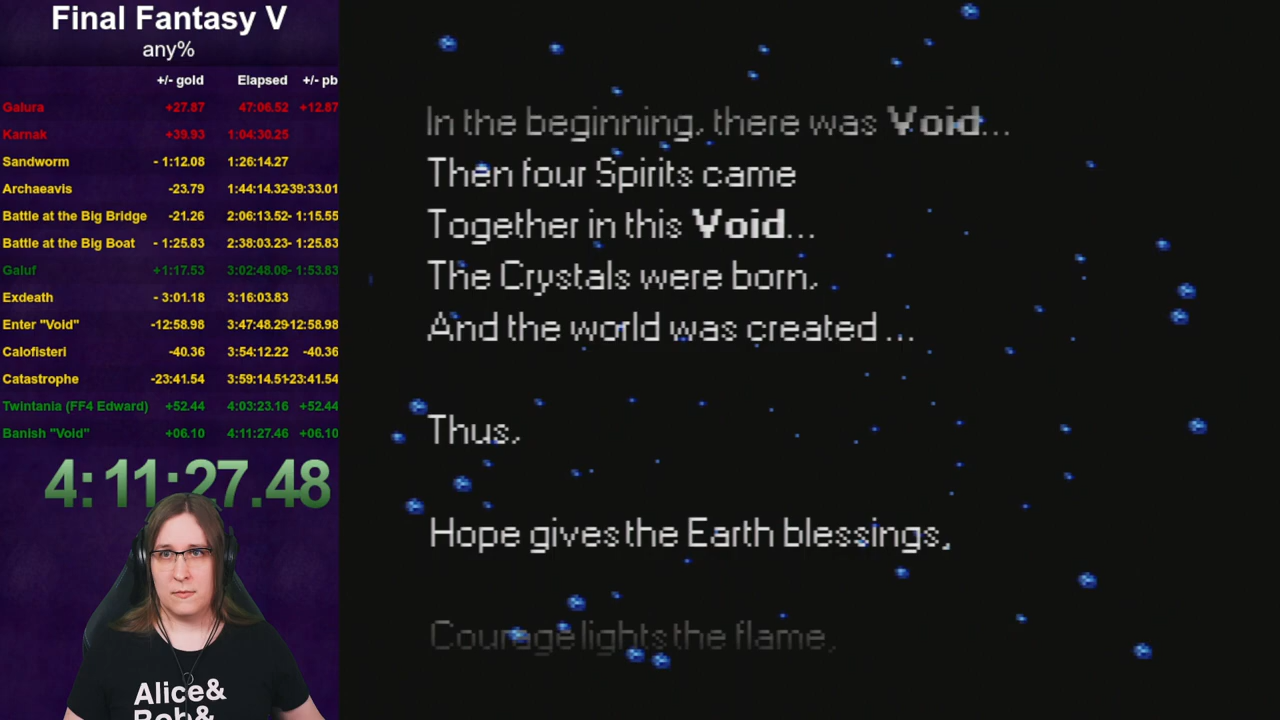 Final Fantasy V
any%
+/- gold Elapsed +/- pb
Galura +27.87 47:06.52 +12.87
Karnak +39.93 1:04:30.25
Sandworm - 1:12.08 1:26:14.27
Archaeavis -23.79 1:44:14.32 -39:33.01
Battle at the Big Bridge -21.26 2:06:13.52 - 1:15.55
Battle at the Big Boat - 1:25.83 2:38:03.23 - 1:25.83
Galuf +1:17.53 3:02:48.08 - 1:53.83
Exdeath - 3:01.18 3:16:03.83
Enter "Void" -12:58.98 3:47:48.29 -12:58.98
Calofisteri -40.36 3:54:12.22 -40.36
Catastrophe -23:41.54 3:59:14.51 -23:41.54
Twintania (FF4 Edward) +52.44 4:03:23.16 +52.44
Banish "Void" +06.10 4:11:27.46 +06.10
4:11:27.48
Alice&
Bob&
In the beginning, there was Void...
Then four Spirits came
Together in this Void...
The Crystals were born,
And the world was created ...
Thus,
Hope gives the Earth blessings,
Courage lights the flame,